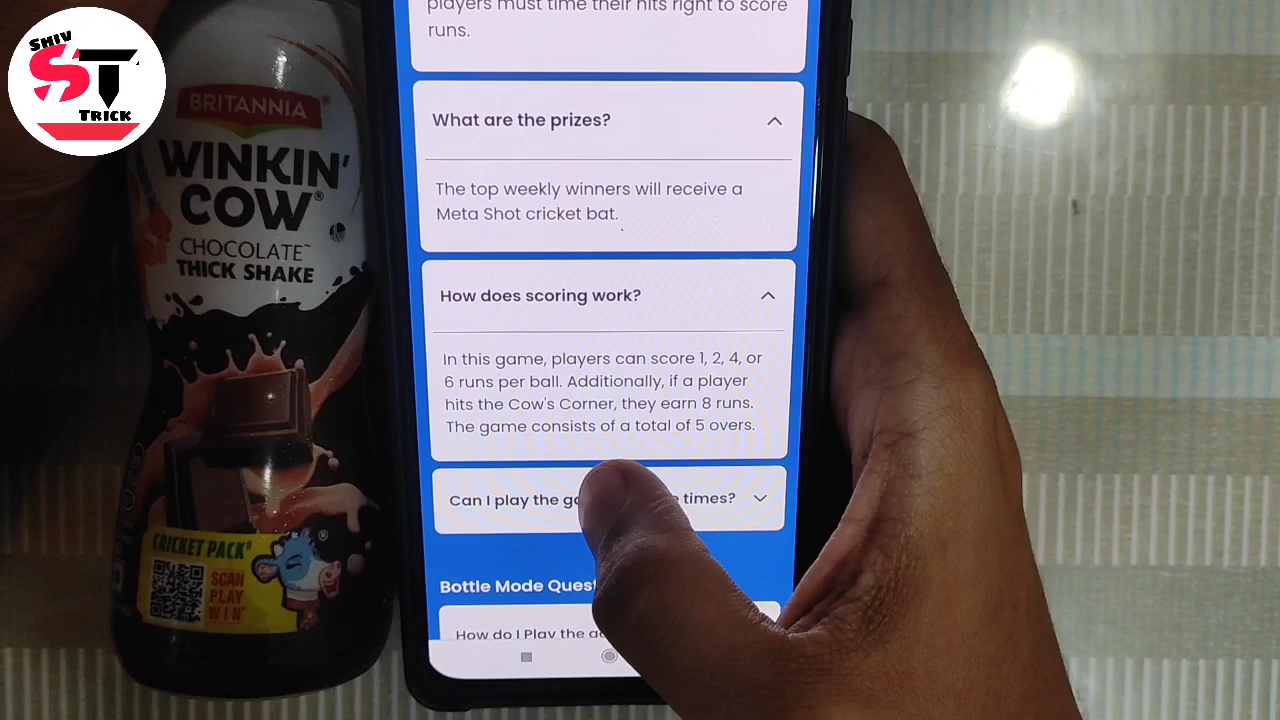 SHIV
ST
TRICK
BRITANNIA
WINKIN'
COW®
CHOCOLATE™
THICK SHAKE
CRICKET PACK#
SCAN
PLAY
WIN*
players must time their hits right to score
runs.
What are the prizes?
The top weekly winners will receive a
Meta Shot cricket bat.
How does scoring work?
In this game, players can score 1, 2, 4, or
6 runs per ball. Additionally, if a player
hits the Cow's Corner, they earn 8 runs.
The game consists of a total of 5 overs.
Can I play the times?
Bottle Mode
How do I Play the